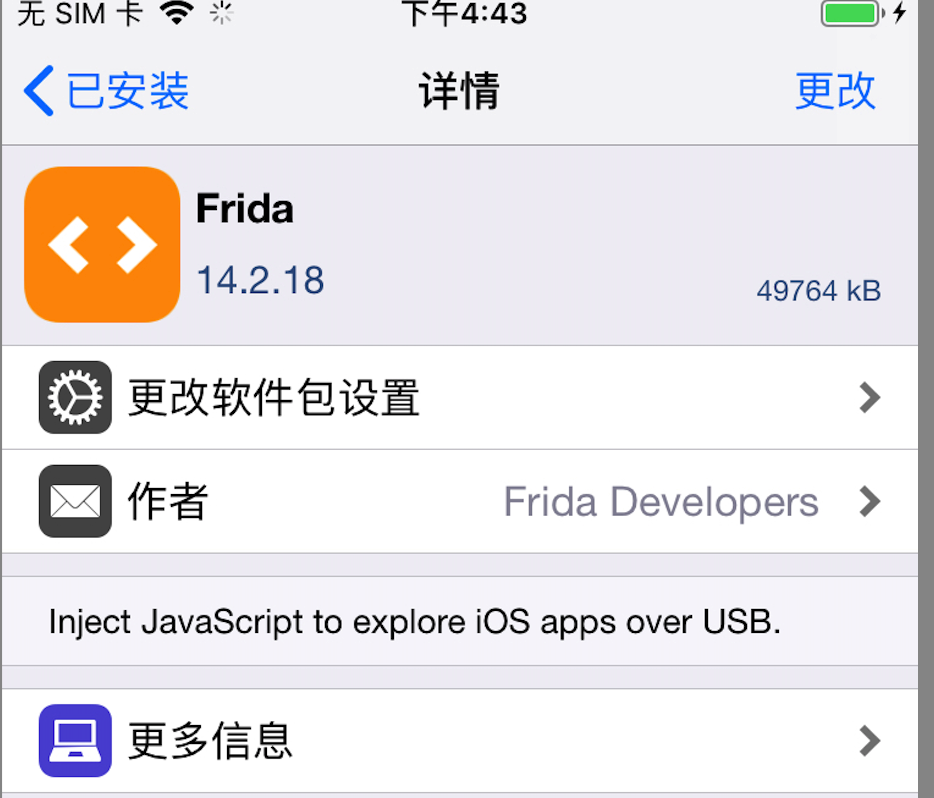 无 SIM 卡 下午4:43
已安装 详情 更改
Frida
14.2.18 49764 kB
更改软件包设置
作者 Frida Developers
Inject JavaScript to explore iOS apps over USB.
更多信息